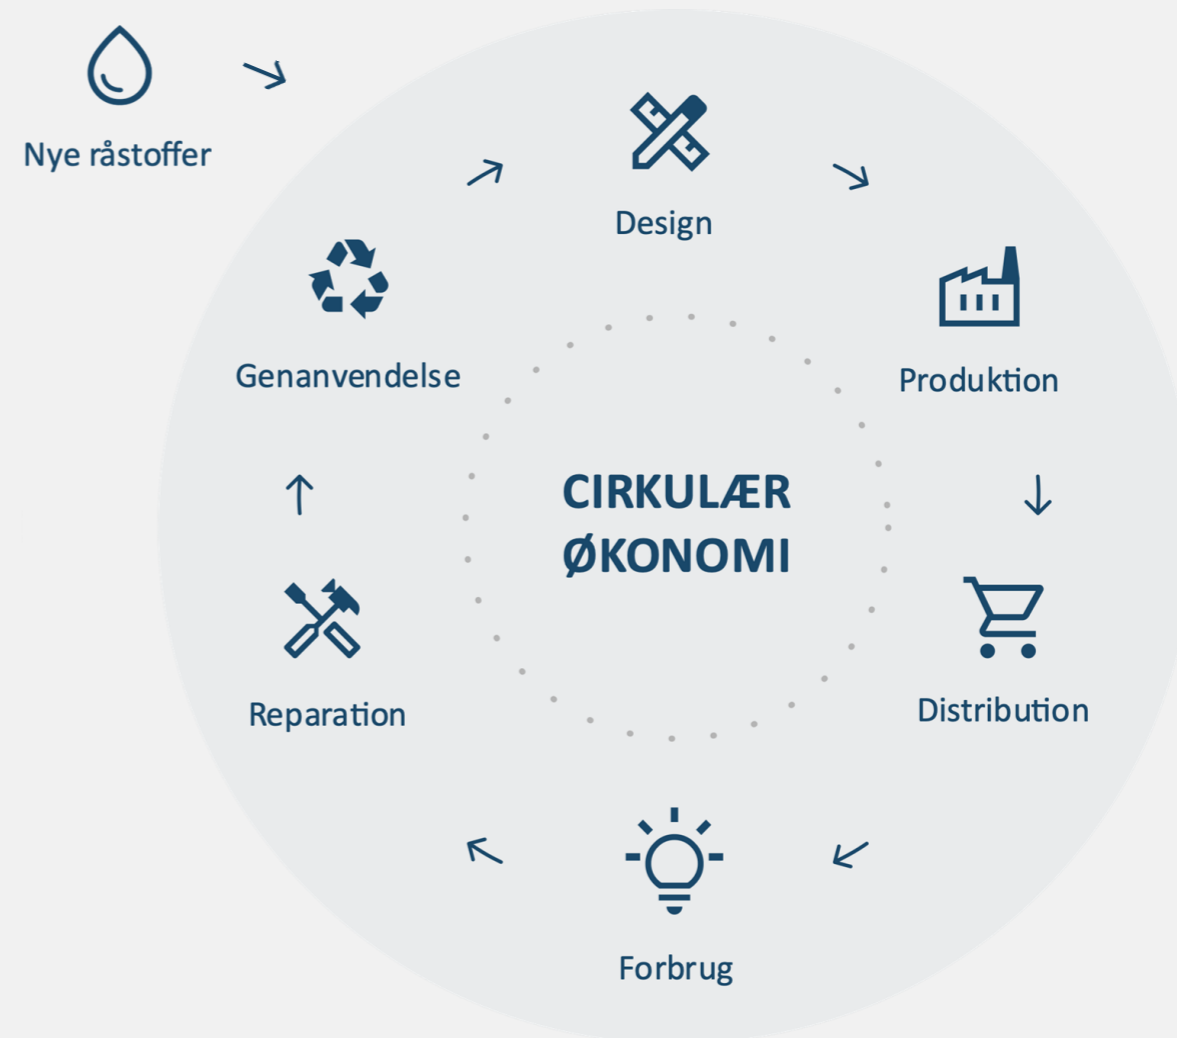 Nye råstoffer
Design
Genanvendelse
Produktion
CIRKULÆR
ØKONOMI
Reparation
Distribution
Forbrug